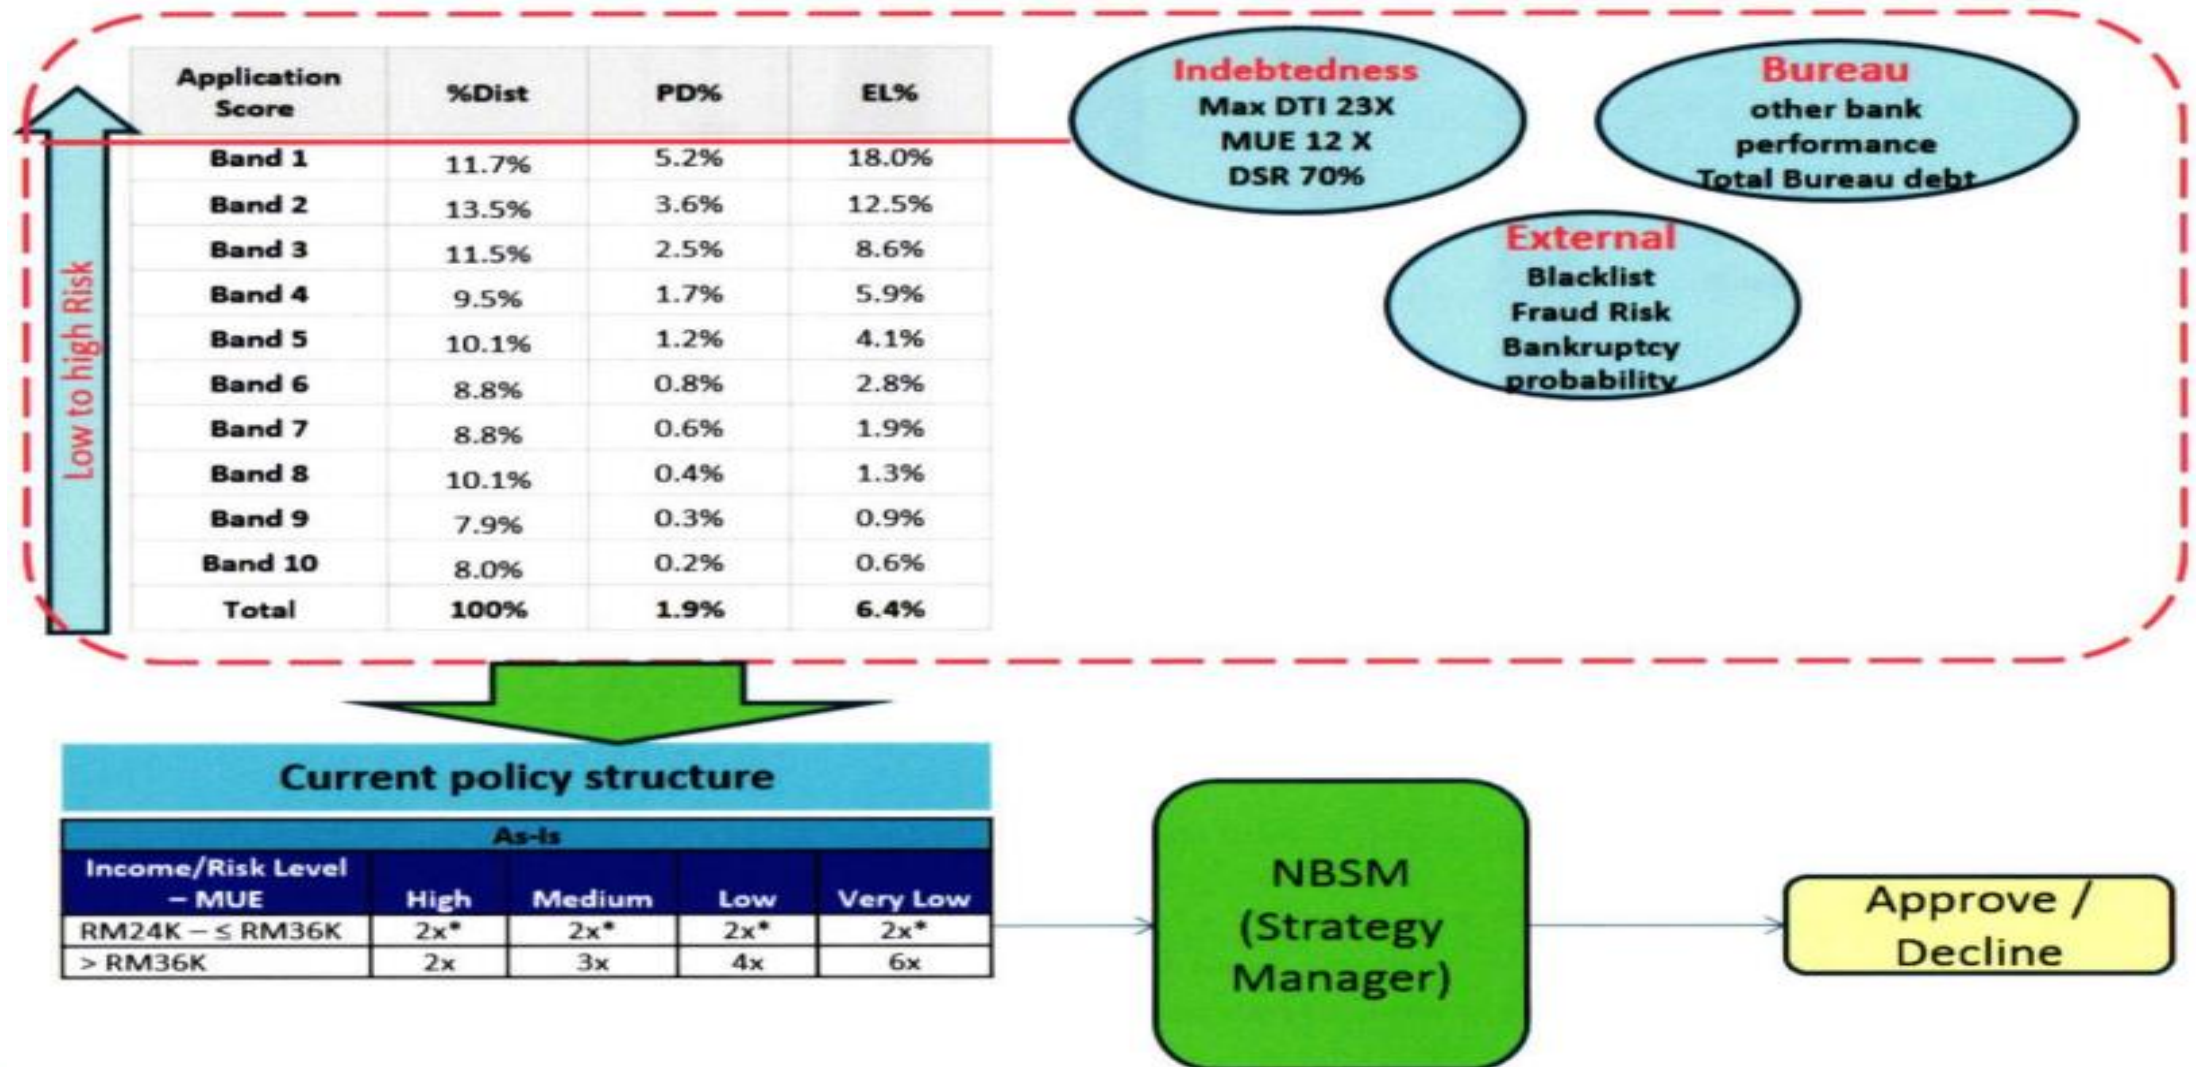 Application
Score
%Dist
PD%
EL%
Band 1 11.7% 5.2% 18.0%
Band 2 13.5% 3.6% 12.5%
Band 3 11.5% 2.5% 8.6%
Band 4 9.5% 1.7% 5.9%
Band 5 10.1% 1.2% 4.1%
Band 6 8.8% 0.8% 2.8%
Band 7 8.8% 0.6% 1.9%
Band 8 10.1% 0.4% 1.3%
Band 9 7.9% 0.3% 0.9%
Band 10 8.0% 0.2% 0.6%
Total 100% 1.9% 6.4%
Low to high Risk
Indebtedness
Max DTI 23X
MUE 12 X
DSR 70%
Bureau
other bank
performance
Total Bureau debt
External
Blacklist
Fraud Risk
Bankruptcy
probability
Current policy structure
As-Is
Income/Risk Level
– MUE
High Medium Low Very Low
RM24K – ≤ RM36K 2x* 2x* 2x* 2x*
> RM36K 2x 3x 4x 6x
NBSM
(Strategy
Manager)
Approve /
Decline